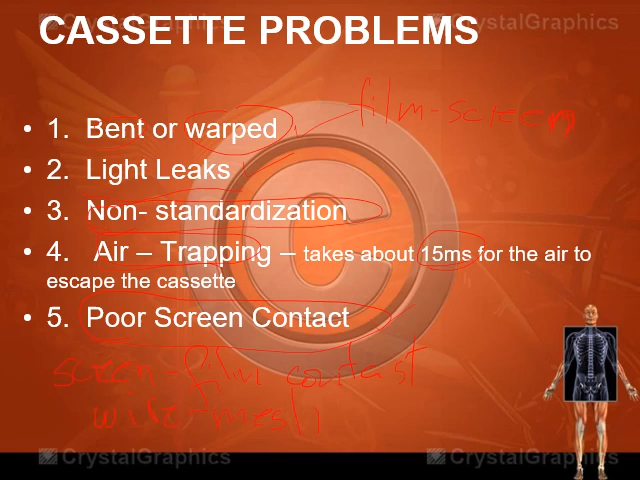 CrystalGraphics CrystalGraphics
CASSETTE PROBLEMS
film-screen
• 1. Bent or warped
• 2. Light Leaks
• 3. Non- standardization
• 4. Air – Trapping – takes about 15ms for the air to
escape the cassette
• 5. Poor Screen Contact
screen-film contast
wire-mesh
CrystalGraphics CrystalGraphics